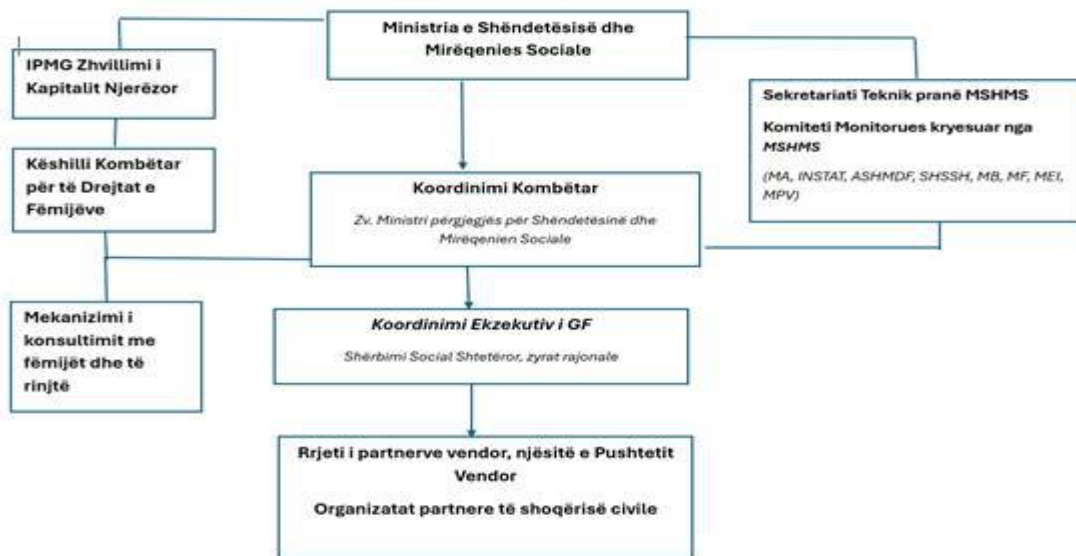 Ministria e Shëndetësisë dhe
Mirëqenies Sociale
IPMG Zhvillimi i
Kapitalit Njerëzor
Sekretariati Teknik pranë MSHMS
Komiteti Monitorues kryesuar nga
MSHMS
(MA, INSTAT, ASHMDF, SHSSH, MB, MF, MEI,
MPV)
Këshilli Kombëtar
për të Drejtat e
Fëmijëve
Koordinimi Kombëtar
Zv. Ministri përgjegjës për Shëndetësinë dhe
Mirëqenien Sociale
Mekanizimi i
konsultimit me
fëmijët dhe të
rinjtë
Koordinimi Ekzekutiv i GF
Shërbimi Social Shtetëror, zyrat rajonale
Rrjeti i partnerve vendor, njësitë e Pushtetit
Vendor
Organizatat partnere të shoqërisë civile